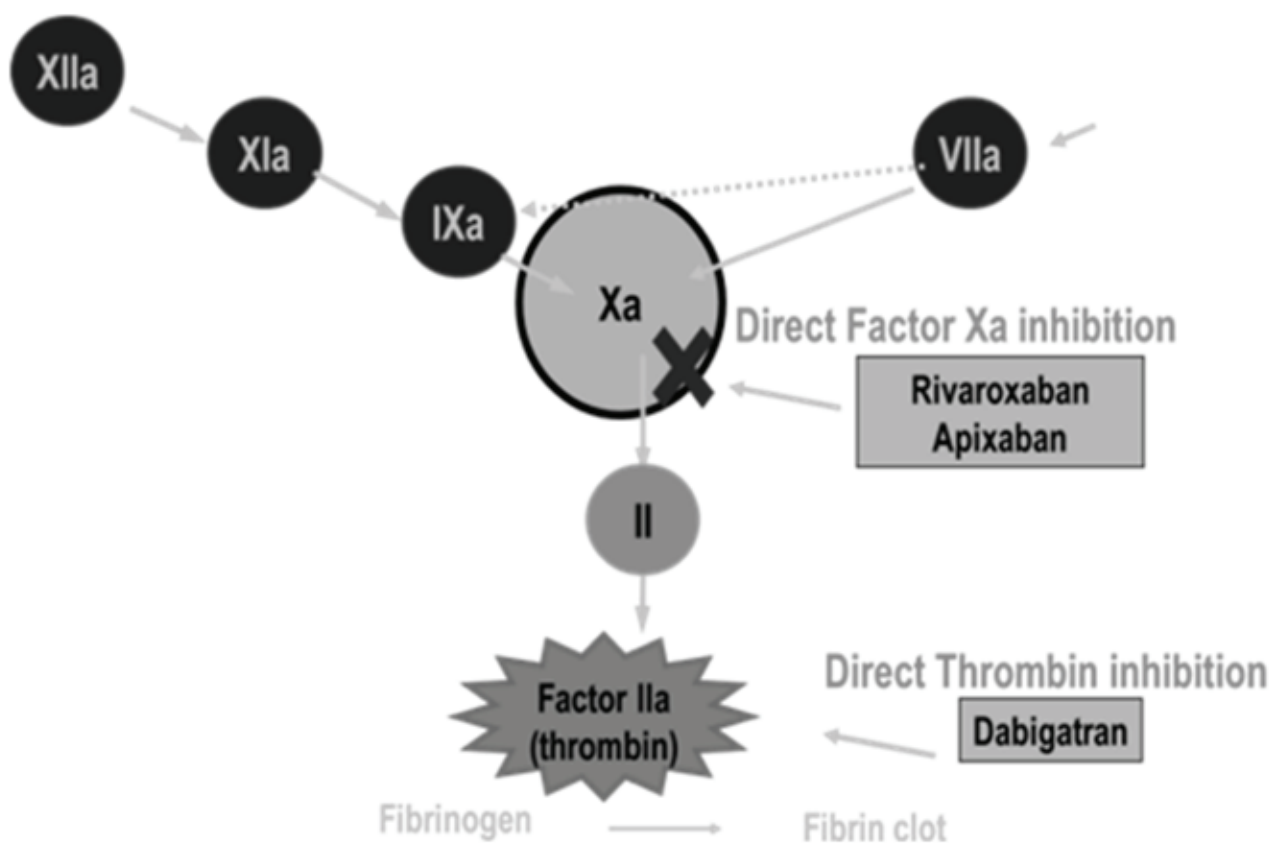 XIIa
XIa
VIIa
IXa
Xa
Direct Factor Xa inhibition
Rivaroxaban
Apixaban
II
Direct Thrombin inhibition
Factor IIa
(thrombin)
Dabigatran
Fibrinogen
Fibrin clot